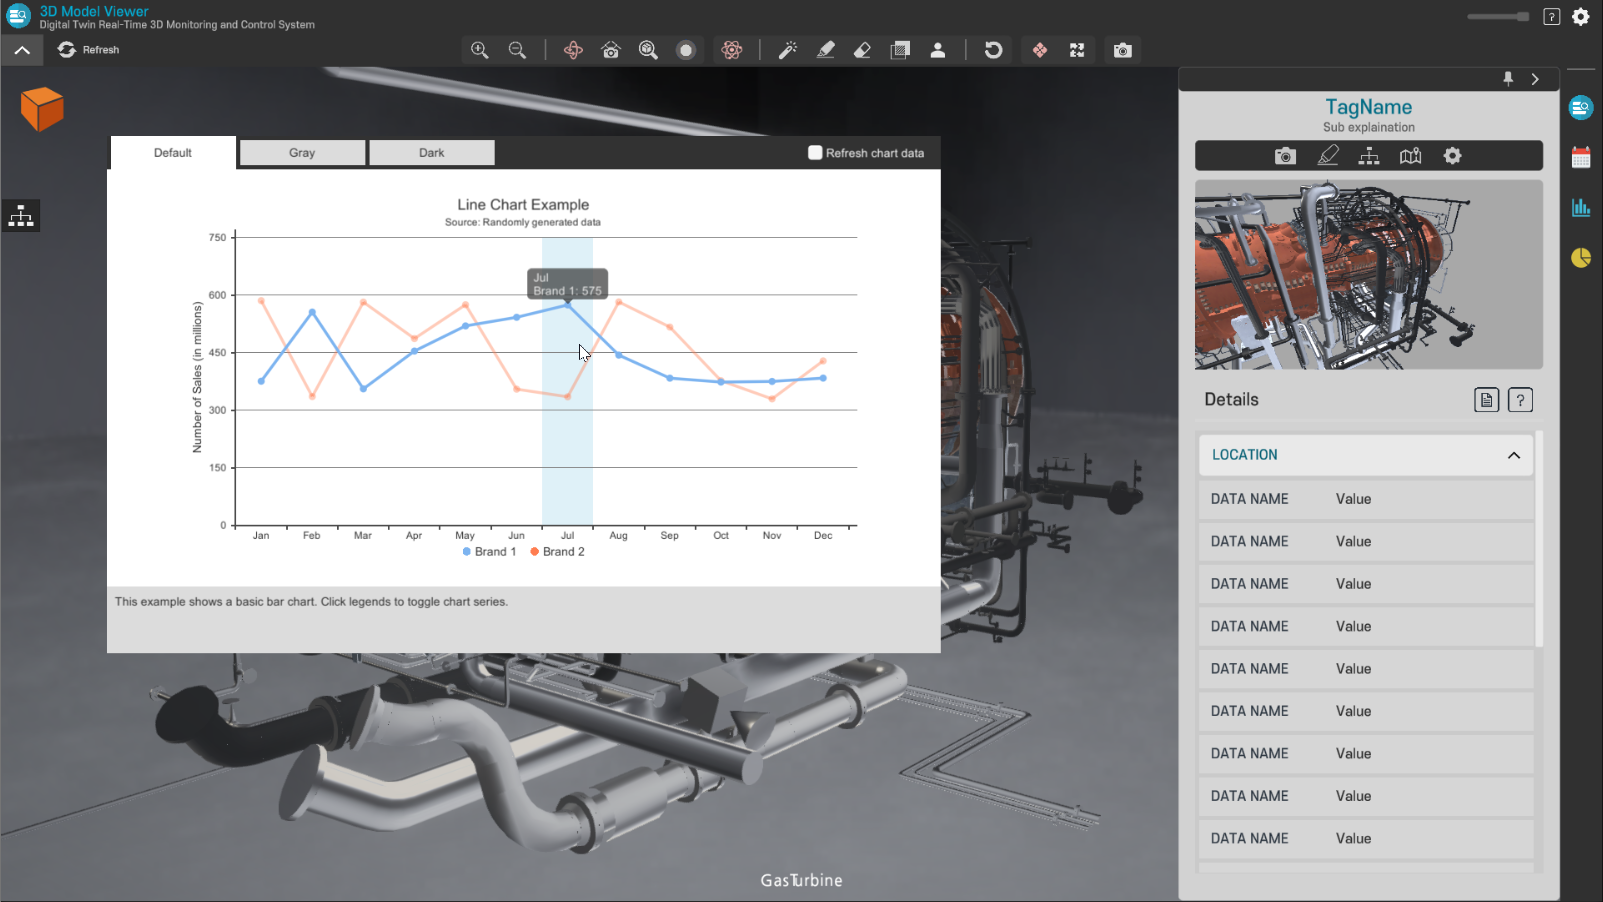 3D Model Viewer
Digital Twin Real-Time 3D Monitoring and Control System
?
Refresh
TagName
Sub explaination
Default
Gray
Dark
Refresh chart data
Line Chart Example
Source: Randomly generated data
Number of Sales (in millions)
750
600
450
300
150
0
Jul
Brand 1: 575
Jan
Feb
Mar
Apr
May
Jun
Jul
Aug
Sep
Oct
Nov
Dec
Brand 1
Brand 2
This example shows a basic bar chart. Click legends to toggle chart series.
Details
?
LOCATION
DATA NAME Value
DATA NAME Value
DATA NAME Value
DATA NAME Value
DATA NAME Value
DATA NAME Value
DATA NAME Value
DATA NAME Value
DATA NAME Value
GasTurbine